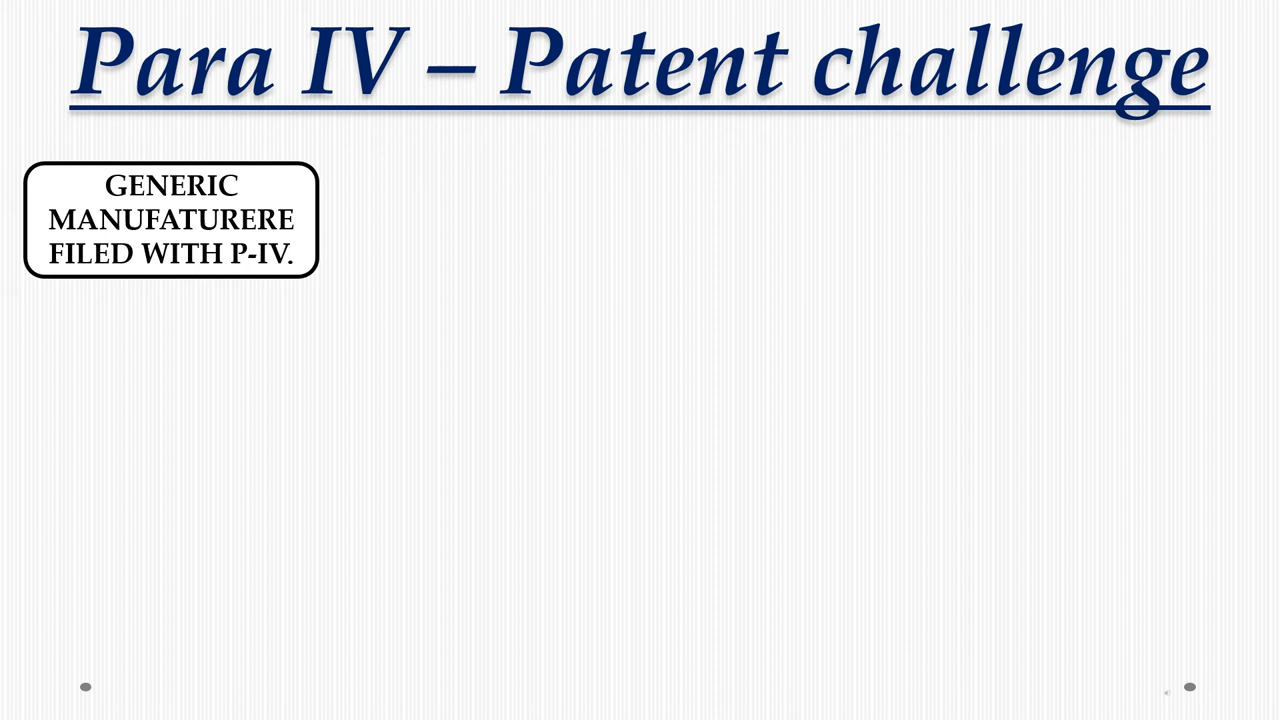 Para IV – Patent challenge
GENERIC
MANUFATURERE
FILED WITH P-IV.